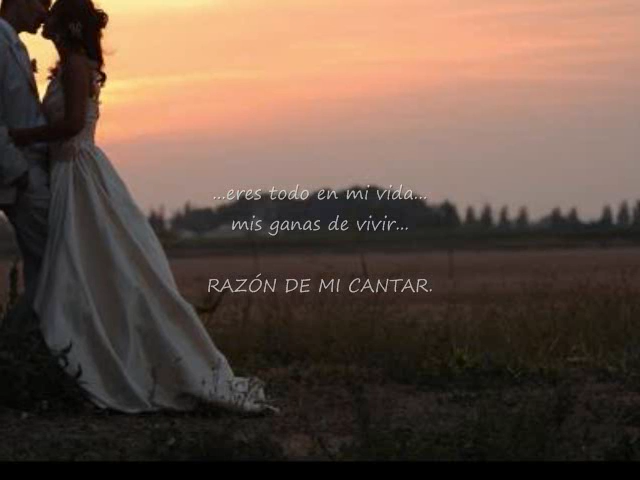 ...eres todo en mi vida...
mis ganas de vivir...
RAZÓN DE MI CANTAR.